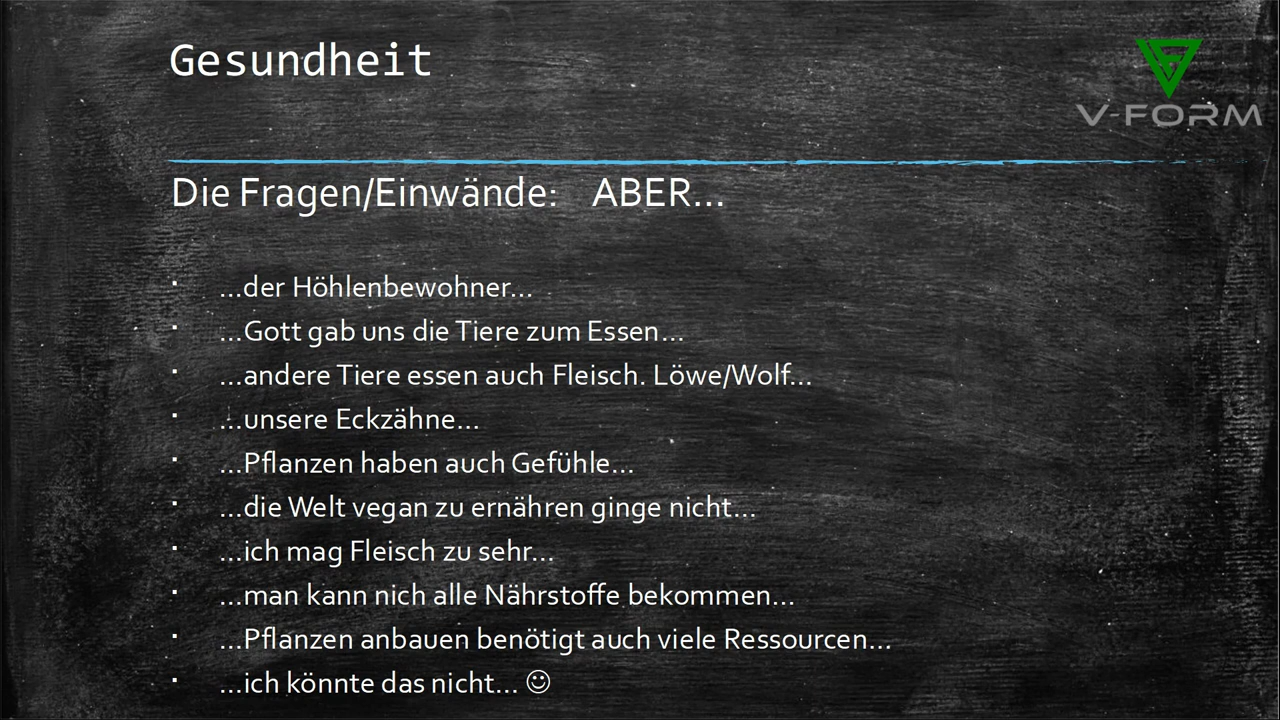 Gesundheit
V-FORM
Die Fragen/Einwände: ABER...
...der Höhlenbewohner...
...Gott gab uns die Tiere zum Essen...
...andere Tiere essen auch Fleisch. Löwe/Wolf...
...unsere Eckzähne...
...Pflanzen haben auch Gefühle...
...die Welt vegan zu ernähren ginge nicht...
...ich mag Fleisch zu sehr...
...man kann nich alle Nährstoffe bekommen...
...Pflanzen anbauen benötigt auch viele Ressourcen...
...ich könnte das nicht... ☺